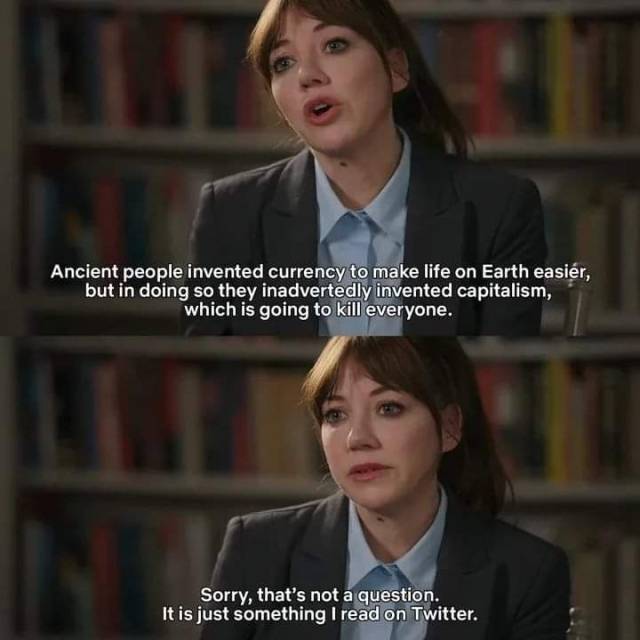 Ancient people invented currency to make life on Earth easier,
but in doing so they inadvertedly invented capitalism,
which is going to kill everyone.
Sorry, that's not a question.
It is just something I read on Twitter.